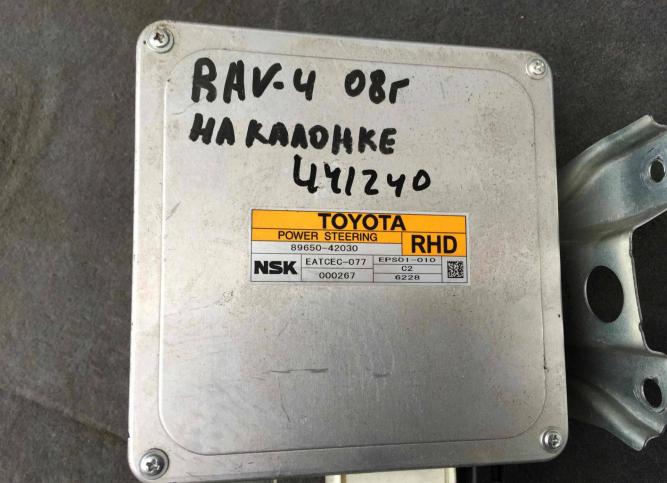 RAV-4 08г
НА КАЛОНКЕ
441240
TOYOTA
POWER STEERING
RHD
89650-42030
NSK
EATCEC-077
EPS01-010
000267
C2
6228